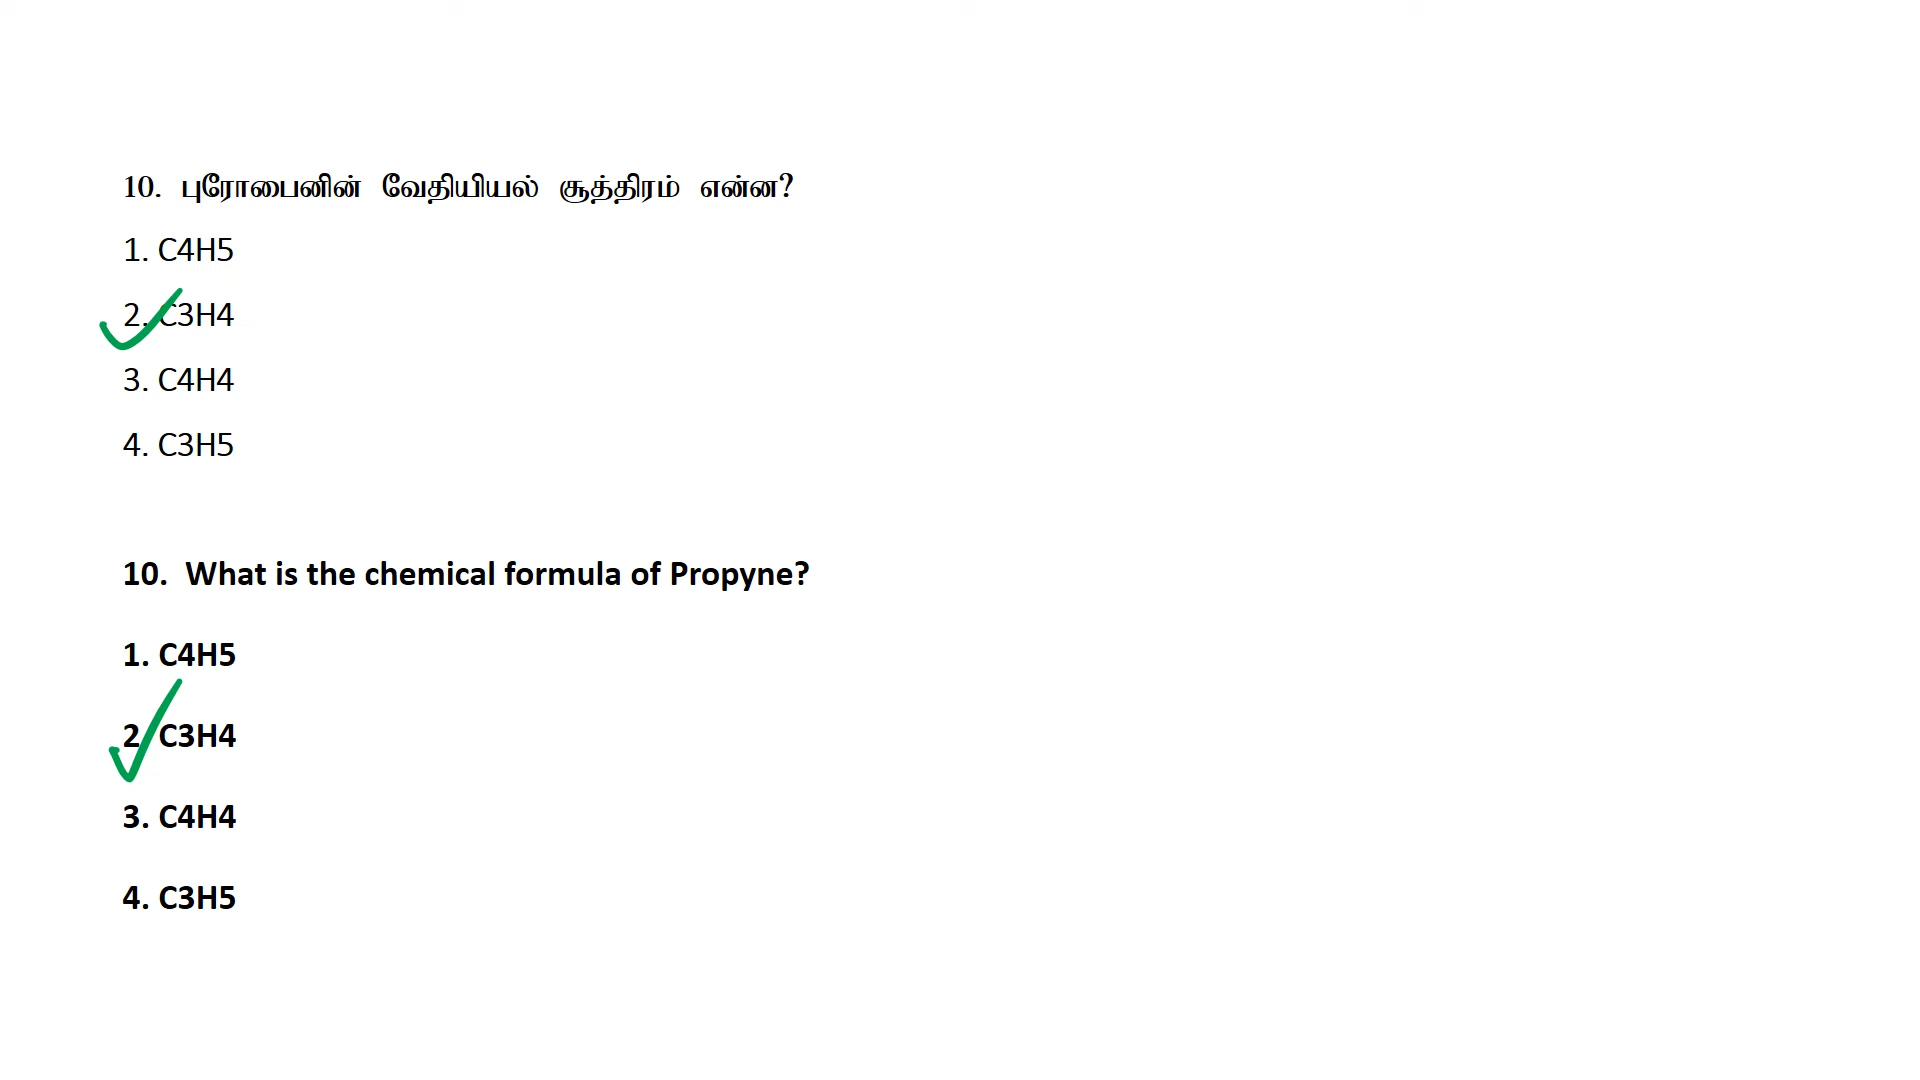 10. புரோபைனின் வேதியியல் சூத்திரம் என்ன?
1. C4H5
2. C3H4
3. C4H4
4. C3H5
10. What is the chemical formula of Propyne?
1. C4H5
2. C3H4
3. C4H4
4. C3H5